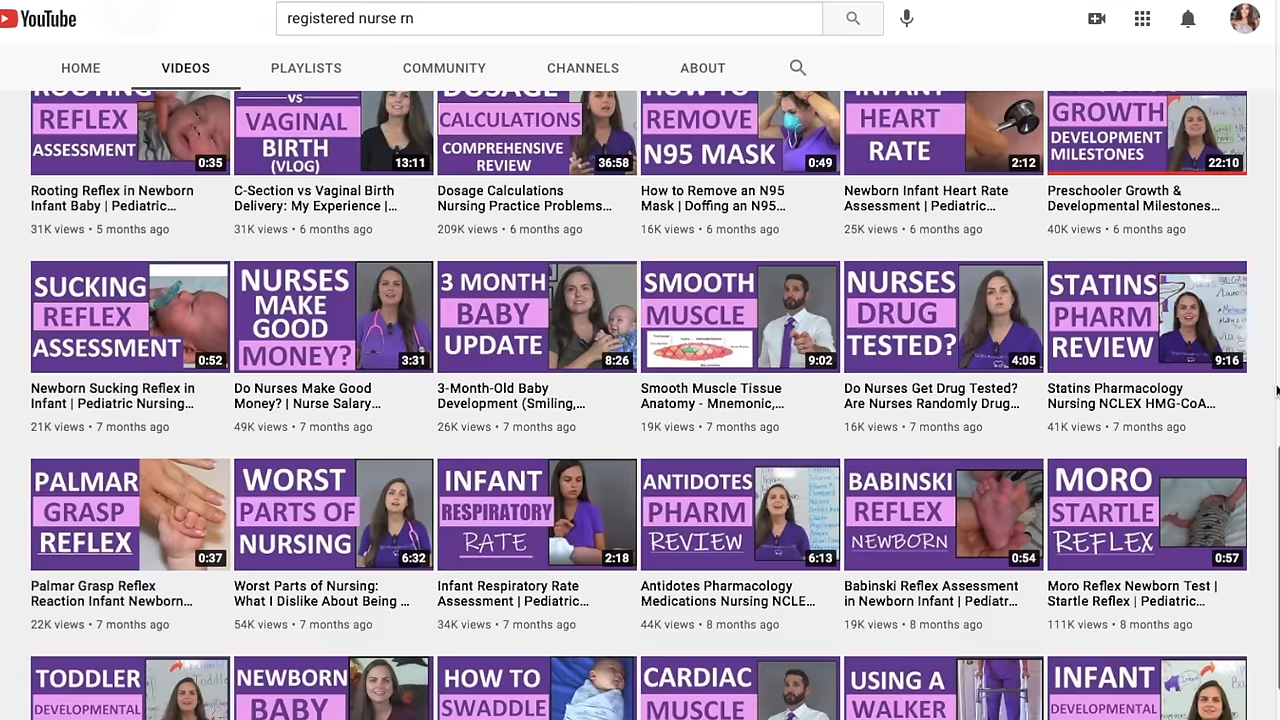 YouTube
registered nurse rn
HOME VIDEOS PLAYLISTS COMMUNITY CHANNELS ABOUT
ROOTING
REFLEX
ASSESSMENT
0:35
VS
VAGINAL
BIRTH
(VLOG)
13:11
DOSAGE
CALCULATIONS
COMPREHENSIVE
REVIEW
36:58
HOW TO
REMOVE
N95 MASK
0:49
INFANT
HEART
RATE
2:12
GROWTH
DEVELOPMENT
MILESTONES
22:10
Rooting Reflex in Newborn
Infant Baby | Pediatric...
31K views • 5 months ago
C-Section vs Vaginal Birth
Delivery: My Experience |...
31K views • 6 months ago
Dosage Calculations
Nursing Practice Problems...
209K views • 6 months ago
How to Remove an N95
Mask | Doffing an N95...
16K views • 6 months ago
Newborn Infant Heart Rate
Assessment | Pediatric...
25K views • 6 months ago
Preschooler Growth &
Developmental Milestones...
40K views • 6 months ago
SUCKING
REFLEX
ASSESSMENT
0:52
NURSES
MAKE
GOOD
MONEY?
3:31
3 MONTH
BABY
UPDATE
8:26
SMOOTH
MUSCLE
9:02
NURSES
DRUG
TESTED?
4:05
STATINS
PHARM
REVIEW
9:16
Newborn Sucking Reflex in
Infant | Pediatric Nursing...
21K views • 7 months ago
Do Nurses Make Good
Money? | Nurse Salary...
49K views • 7 months ago
3-Month-Old Baby
Development (Smiling,...
26K views • 7 months ago
Smooth Muscle Tissue
Anatomy - Mnemonic,...
19K views • 7 months ago
Do Nurses Get Drug Tested?
Are Nurses Randomly Drug...
16K views • 7 months ago
Statins Pharmacology
Nursing NCLEX HMG-CoA...
41K views • 7 months ago
PALMAR
GRASP
REFLEX
0:37
WORST
PARTS OF
NURSING
6:32
INFANT
RESPIRATORY
RATE
2:18
ANTIDOTES
PHARM
REVIEW
6:13
BABINSKI
REFLEX
NEWBORN
0:54
MORO
STARTLE
REFLEX
0:57
Palmar Grasp Reflex
Reaction Infant Newborn...
22K views • 7 months ago
Worst Parts of Nursing:
What I Dislike About Being ...
54K views • 7 months ago
Infant Respiratory Rate
Assessment | Pediatric...
34K views • 7 months ago
Antidotes Pharmacology
Medications Nursing NCLE...
44K views • 8 months ago
Babinski Reflex Assessment
in Newborn Infant | Pediatr...
19K views • 8 months ago
Moro Reflex Newborn Test |
Startle Reflex | Pediatric...
111K views • 8 months ago
TODDLER
DEVELOPMENTAL
NEWBORN
BABY
HOW TO
SWADDLE
CARDIAC
MUSCLE
USING A
WALKER
INFANT
DEVELOPMENTAL